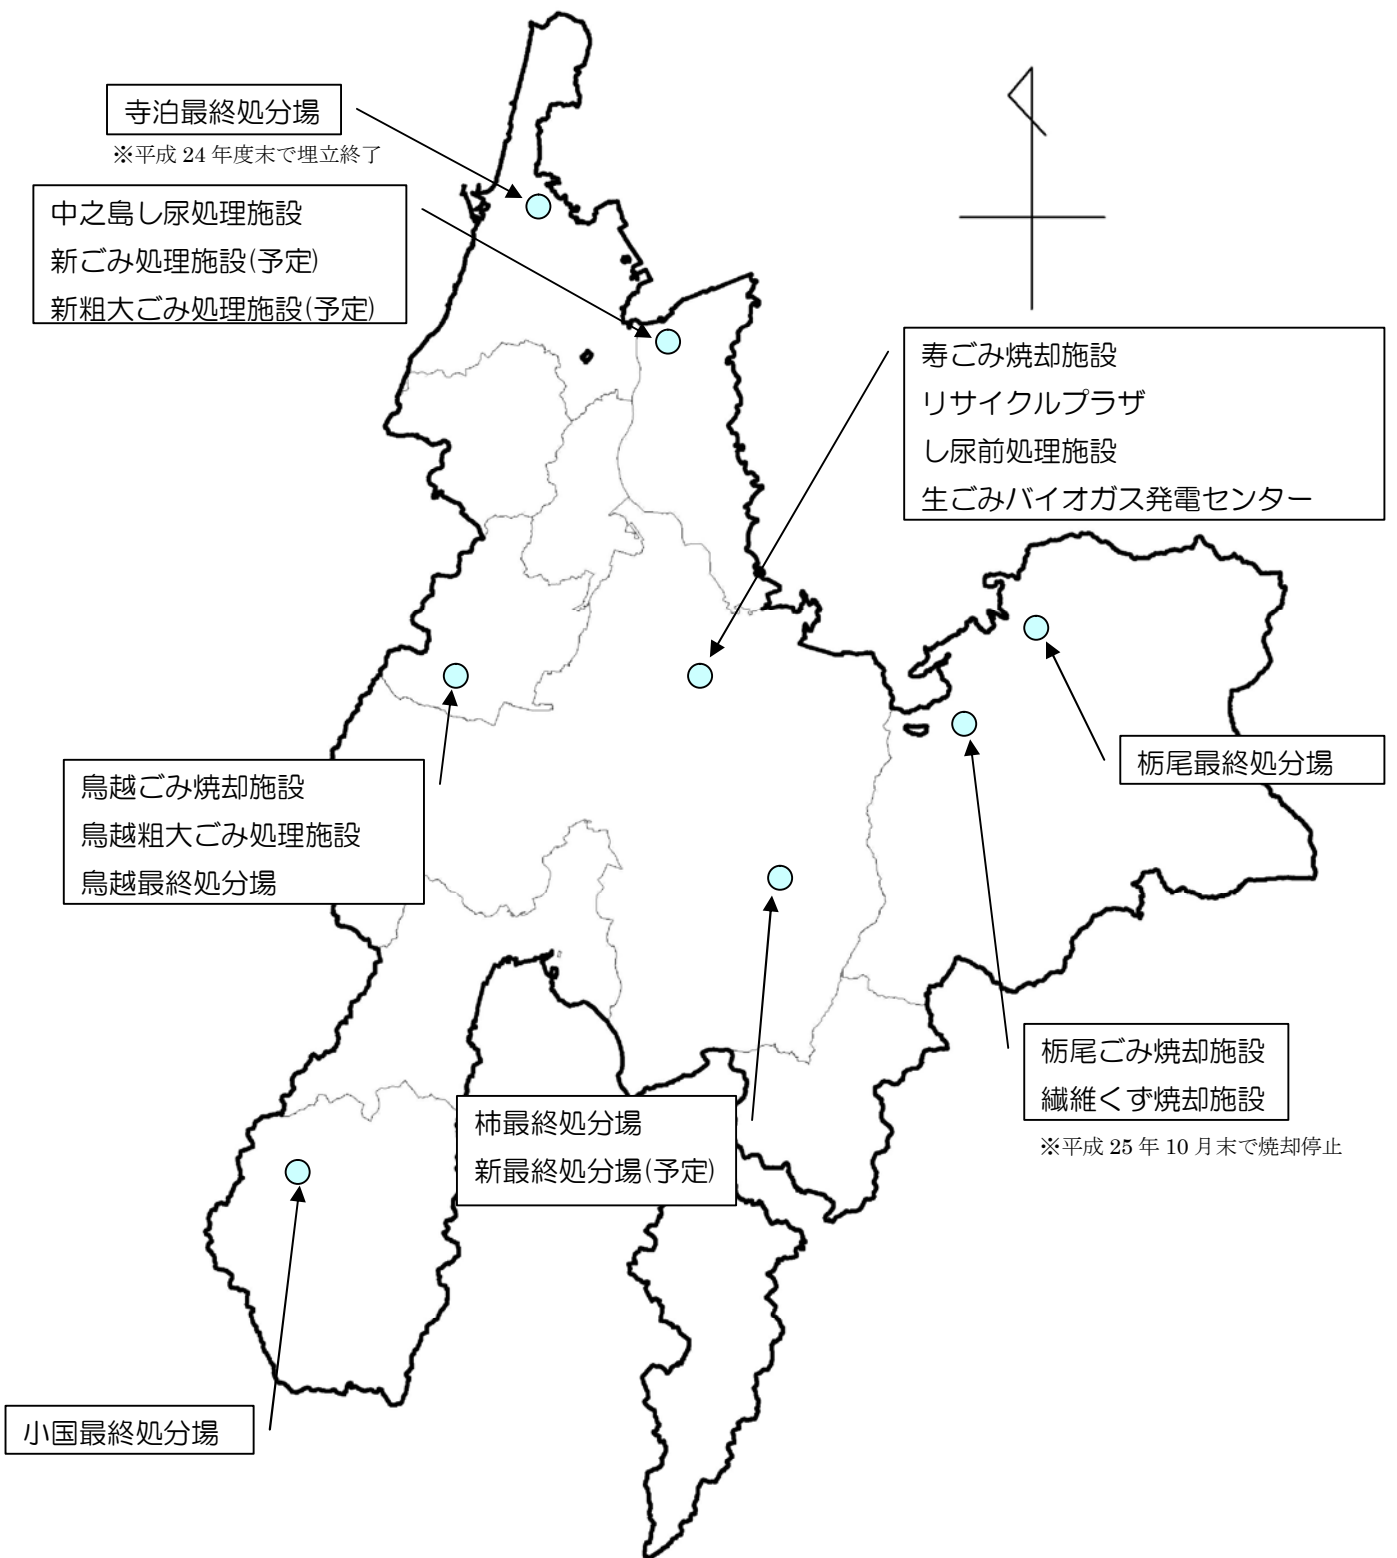 寺泊最終処分場
※平成 24 年度末で埋立終了
中之島し尿処理施設
新ごみ処理施設(予定)
新粗大ごみ処理施設(予定)
寿ごみ焼却施設
リサイクルプラザ
し尿前処理施設
生ごみバイオガス発電センター
栃尾最終処分場
鳥越ごみ焼却施設
鳥越粗大ごみ処理施設
鳥越最終処分場
栃尾ごみ焼却施設
繊維くず焼却施設
※平成 25 年 10 月末で焼却停止
柿最終処分場
新最終処分場(予定)
小国最終処分場